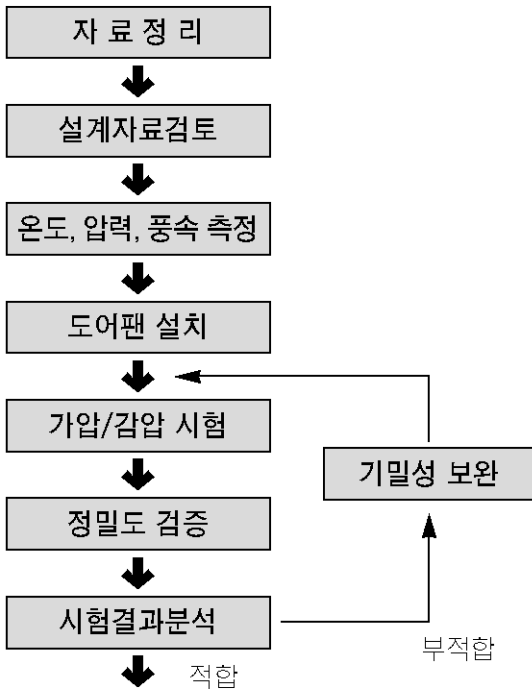 자 료 정 리
설계자료검토
온도, 압력, 풍속 측정
도어팬 설치
가압/감압 시험
기밀성 보완
정밀도 검증
시험결과분석
부적합
적합